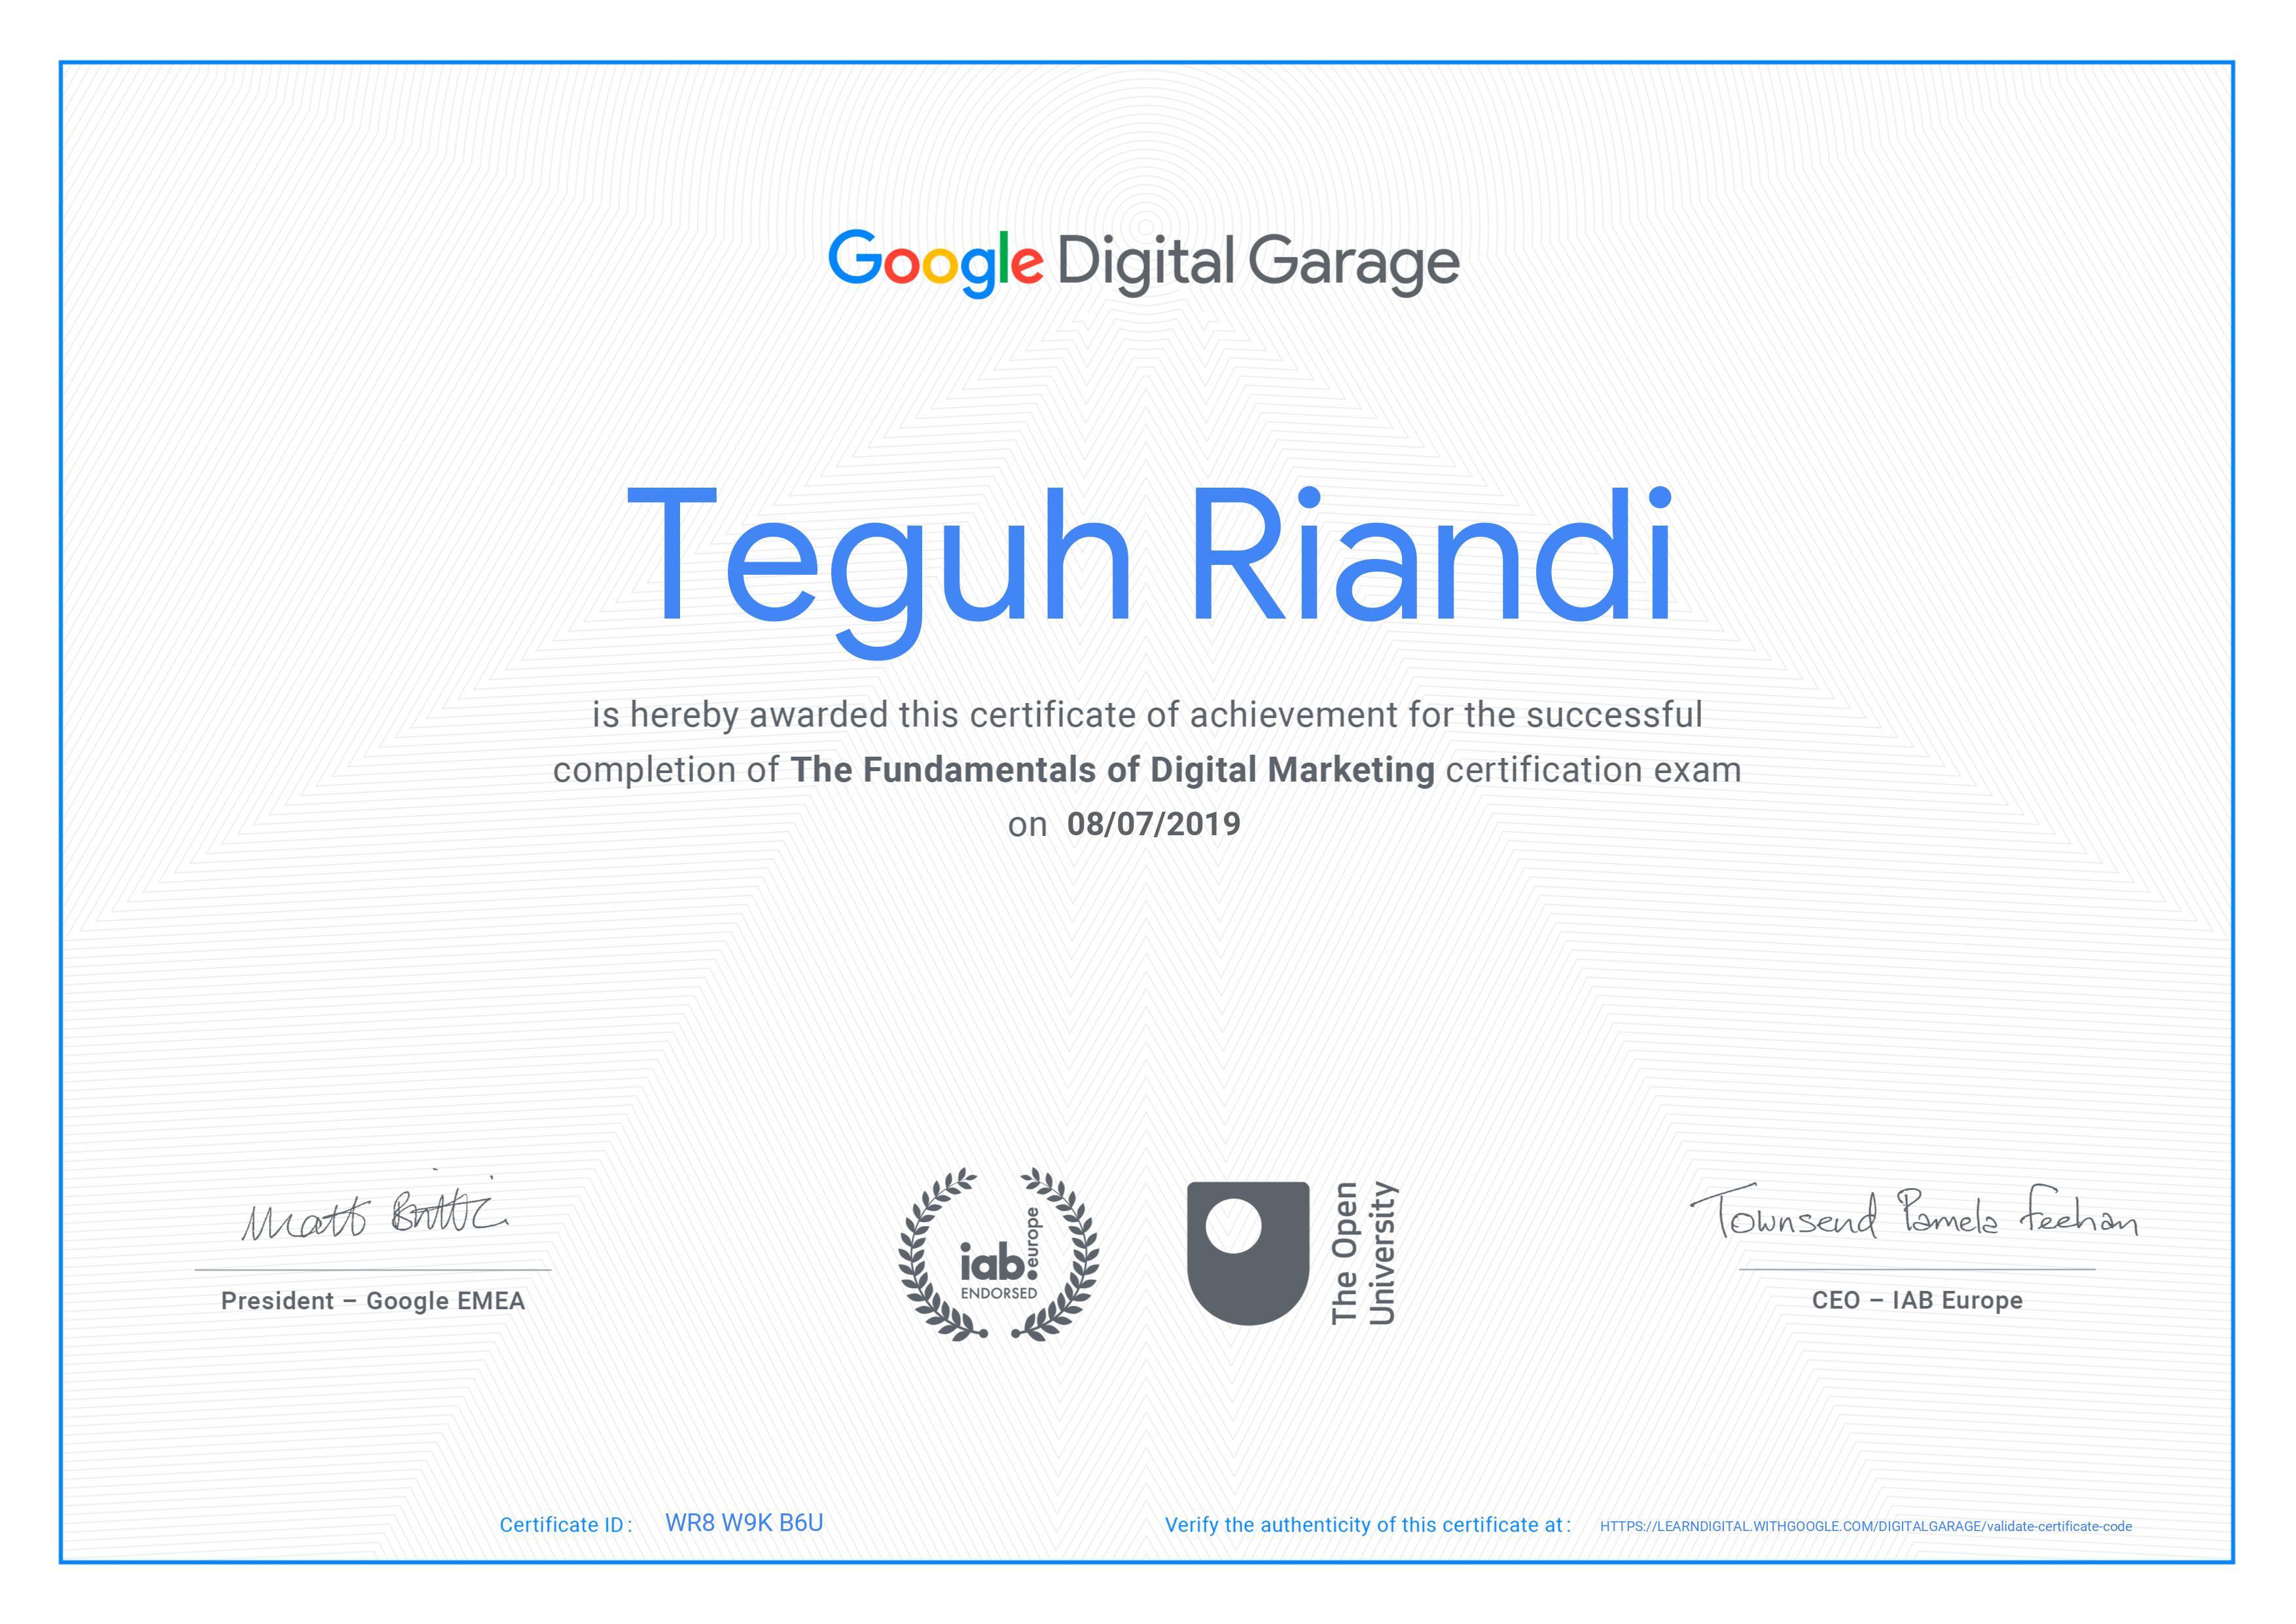 Google Digital Garage
Teguh Riandi
is hereby awarded this certificate of achievement for the successful
completion of The Fundamentals of Digital Marketing certification exam
on 08/07/2019
Matt Brittin
President – Google EMEA
iab.europe
ENDORSED
The Open
University
Townsend Pamela Feehan
CEO – IAB Europe
Certificate ID: WR8 W9K B6U
Verify the authenticity of this certificate at: HTTPS://LEARNDIGITAL.WITHGOOGLE.COM/DIGITALGARAGE/validate-certificate-code